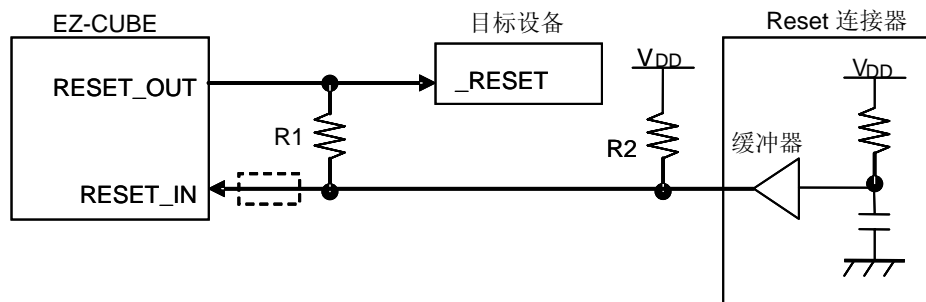 EZ-CUBE
目标设备
Reset 连接器
RESET_OUT
_RESET
VDD
VDD
R1
R2
缓冲器
RESET_IN